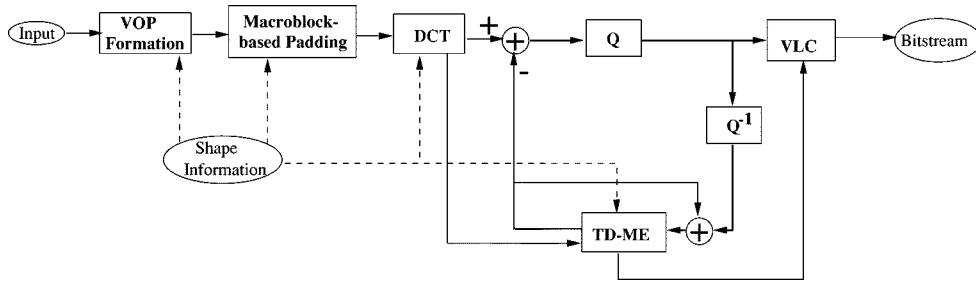 Input
VOP
Formation
Macroblock-
based Padding
DCT
+
+
-
Q
VLC
Bitstream
Q-1
Shape
Information
TD-ME
+